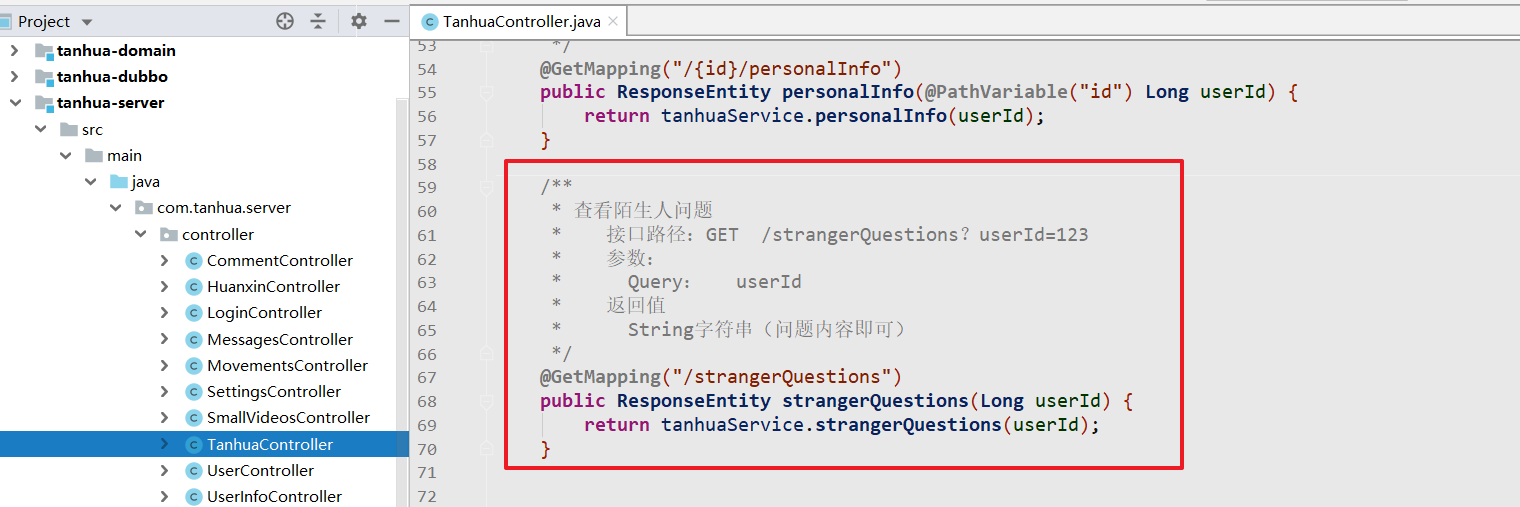 Project
TanhuaController.java
tanhua-domain
tanhua-dubbo
tanhua-server
src
main
java
com.tanhua.server
controller
CommentController
HuanxinController
LoginController
MessagesController
MovementsController
SettingsController
SmallVideosController
TanhuaController
UserController
UserInfoController
53 */
54 @GetMapping("/{id}/personalInfo")
55 public ResponseEntity personalInfo(@PathVariable("id") Long userId) {
56 return tanhuaService.personalInfo(userId);
57 }
58
59 /**
60 * 查看陌生人问题
61 * 接口路径：GET /strangerQuestions？userId=123
62 * 参数：
63 * Query： userId
64 * 返回值
65 * String字符串（问题内容即可）
66 */
67 @GetMapping("/strangerQuestions")
68 public ResponseEntity strangerQuestions(Long userId) {
69 return tanhuaService.strangerQuestions(userId);
70 }
71
72